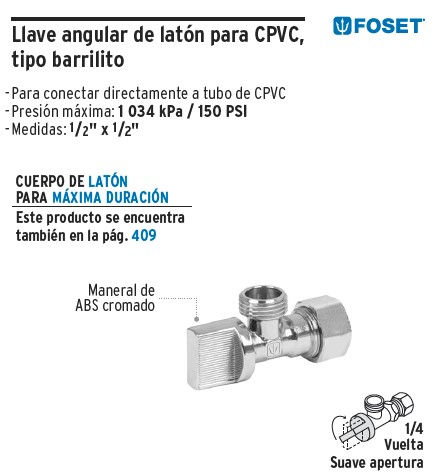 Llave angular de latón para CPVC,
tipo barrilito
FOSET
- Para conectar directamente a tubo de CPVC
- Presión máxima: 1 034 kPa / 150 PSI
- Medidas: 1/2" x 1/2"
CUERPO DE LATÓN
PARA MÁXIMA DURACIÓN
Este producto se encuentra
también en la pág. 409
Maneral de
ABS cromado
1/4
Vuelta
Suave apertura